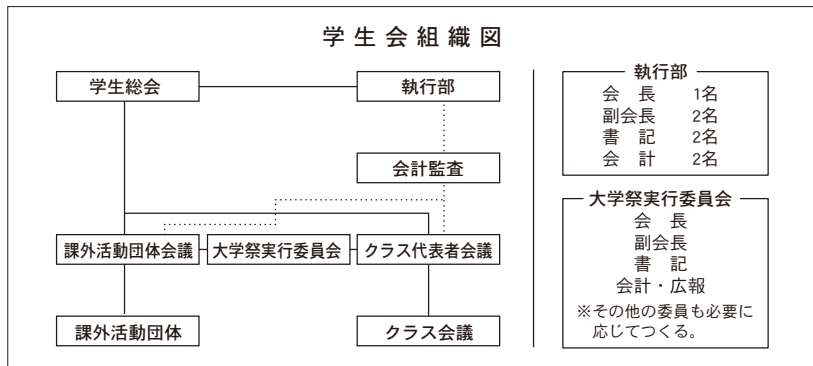 学生会組織図
学生総会
執行部
会計監査
課外活動団体会議
大学祭実行委員会
クラス代表者会議
課外活動団体
クラス会議
執行部
会　長　1名
副会長　2名
書　記　2名
会　計　2名
大学祭実行委員会
会　長
副会長
書　記
会計・広報
※その他の委員も必要に
応じてつくる。